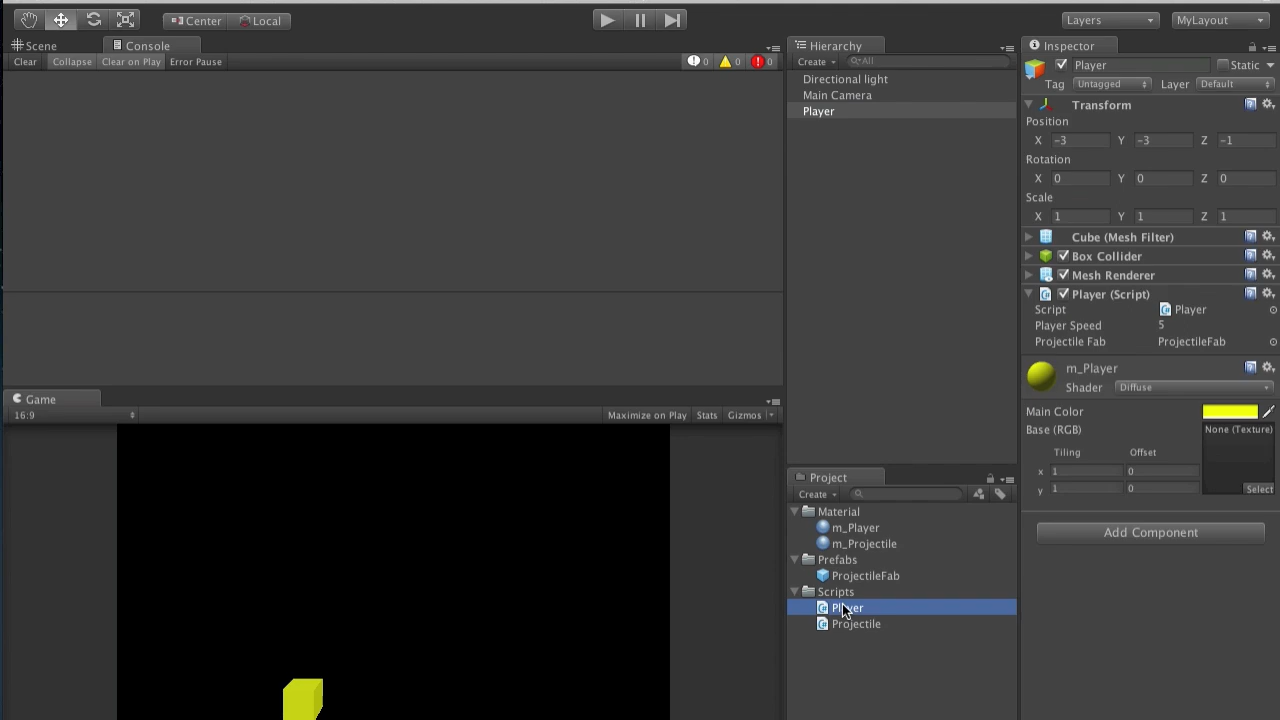 Center Local Layers MyLayout
Scene Console
Clear Collapse Clear on Play Error Pause 0 0 0
Game
16:9 Maximize on Play Stats Gizmos
Hierarchy
Create All
Directional light
Main Camera
Player
Project
Create
Material
m_Player
m_Projectile
Prefabs
ProjectileFab
Scripts
Player
Projectile
Inspector
Player Static
Tag Untagged Layer Default
Transform
Position
X -3 Y -3 Z -1
Rotation
X 0 Y 0 Z 0
Scale
X 1 Y 1 Z 1
Cube (Mesh Filter)
Box Collider
Mesh Renderer
Player (Script)
Script Player
Player Speed 5
Projectile Fab ProjectileFab
m_Player
Shader Diffuse
Main Color
Base (RGB) None (Texture)
Tiling Offset
x 1 0
y 1 0 Select
Add Component